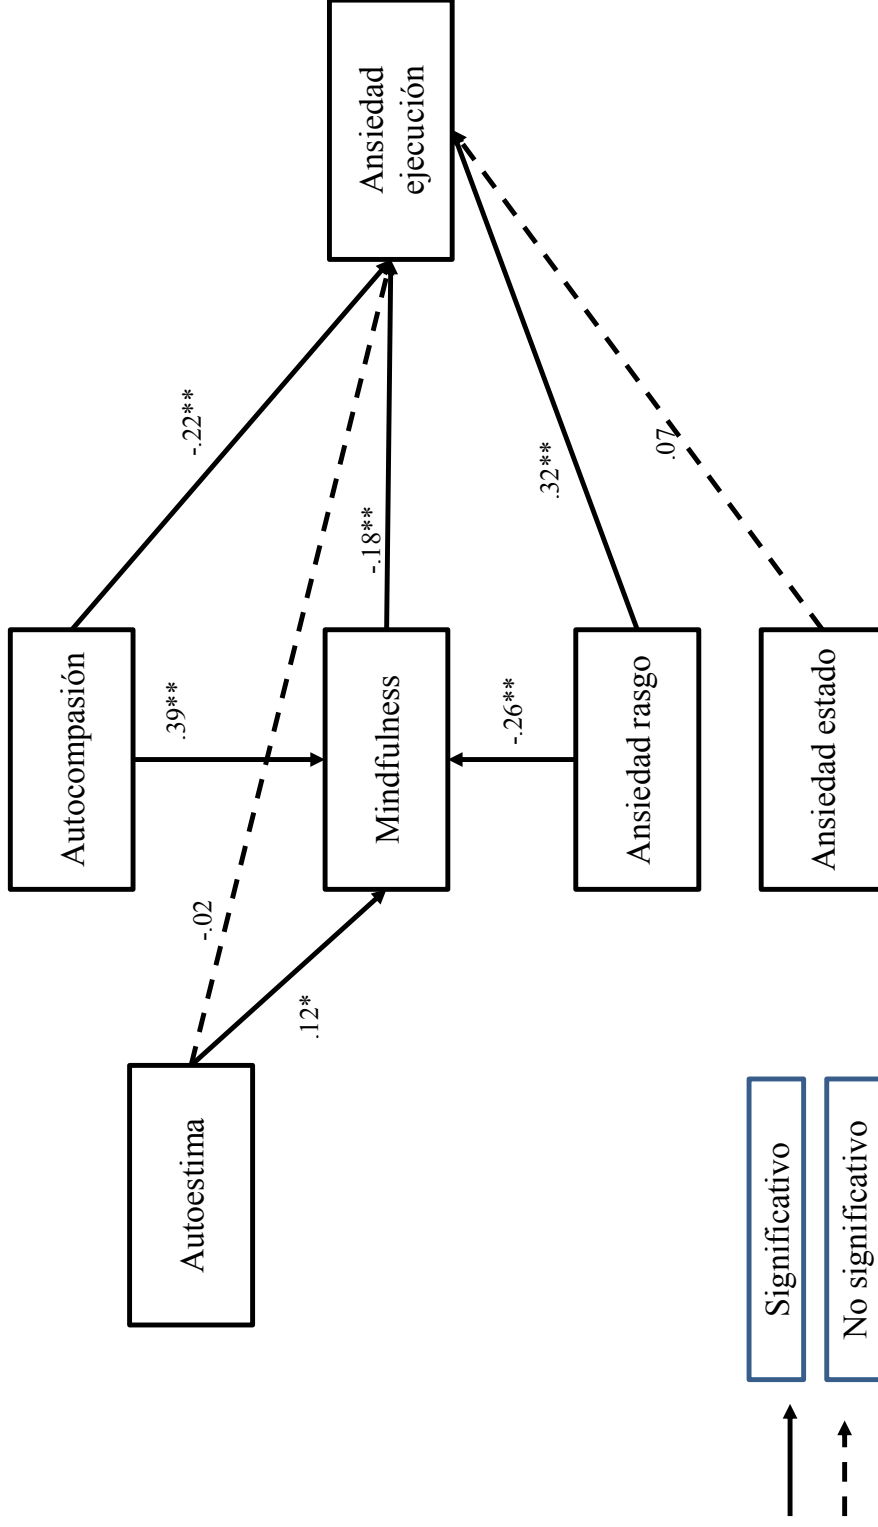 Autocompasión
-.22**
.39**
Autoestima
-.02
.12*
Mindfulness
-.18**
Ansiedad
ejecución
-.26**
.32**
Ansiedad rasgo
.07
Ansiedad estado
Significativo
No significativo